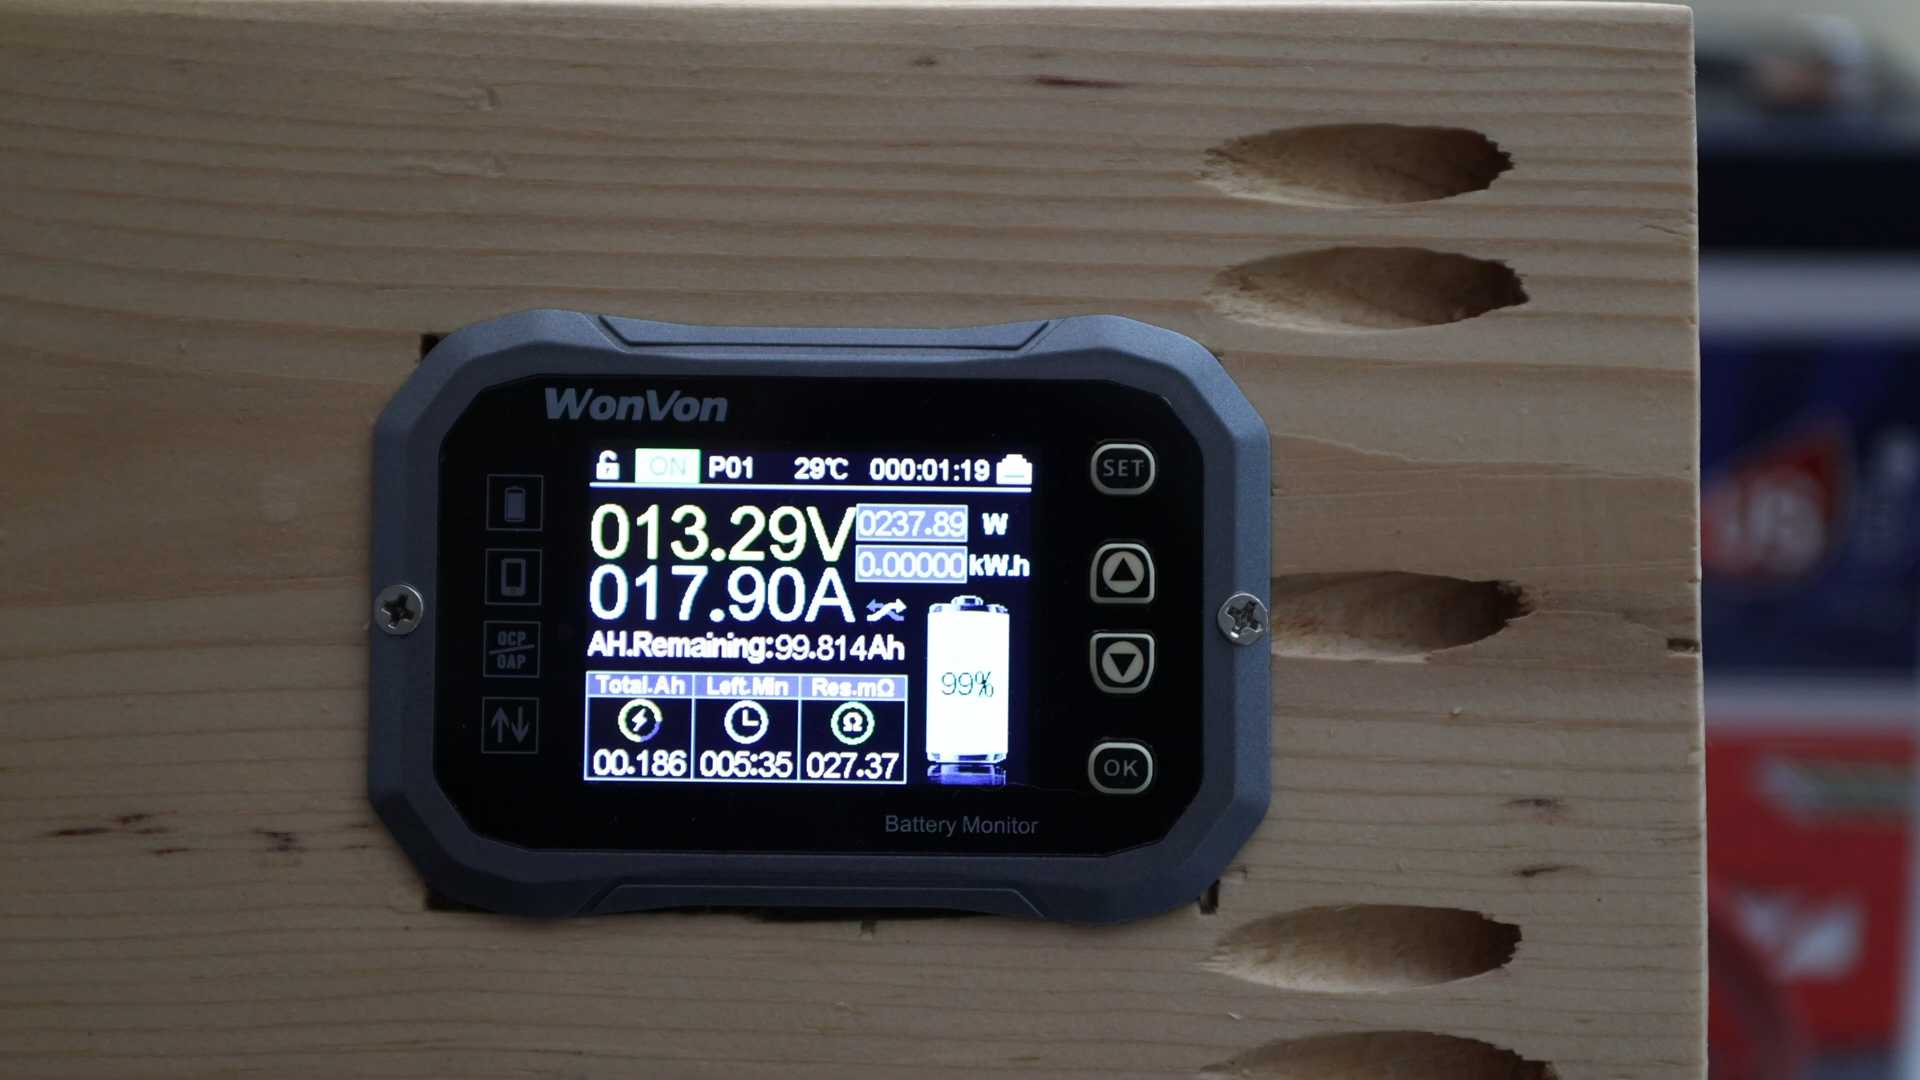 WonVon
ON P01 29℃ 000:01:19
SET
013.29V 0237.89 W
0.00000 kW.h
017.90A
AH.Remaining:99.814Ah
OCP
OAP
99%
Total.Ah Left.Min Res.mΩ
Ω
00.186 005:35 027.37
OK
Battery Monitor